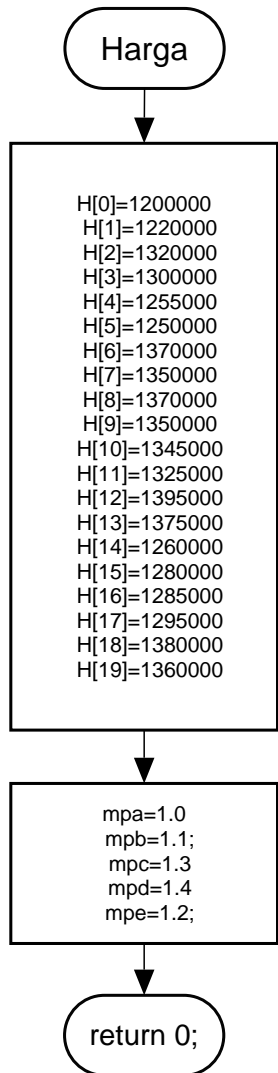 Harga
H[0]=1200000
H[1]=1220000
H[2]=1320000
H[3]=1300000
H[4]=1255000
H[5]=1250000
H[6]=1370000
H[7]=1350000
H[8]=1370000
H[9]=1350000
H[10]=1345000
H[11]=1325000
H[12]=1395000
H[13]=1375000
H[14]=1260000
H[15]=1280000
H[16]=1285000
H[17]=1295000
H[18]=1380000
H[19]=1360000
mpa=1.0
mpb=1.1;
mpc=1.3
mpd=1.4
mpe=1.2;
return 0;